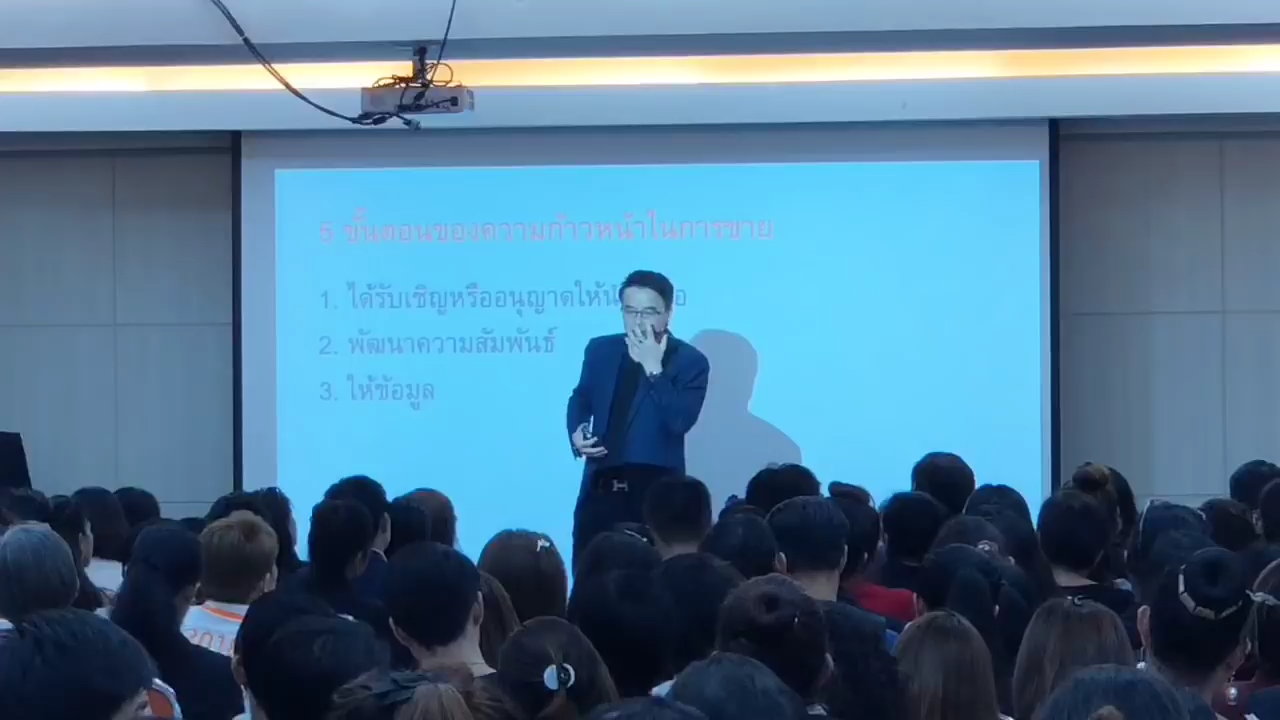 5 ขั้นตอนของความก้าวหน้าในการขาย
1. ได้รับเชิญหรืออนุญาตให้
2. พัฒนาความสัมพันธ์
3. ให้ข้อมูล
201